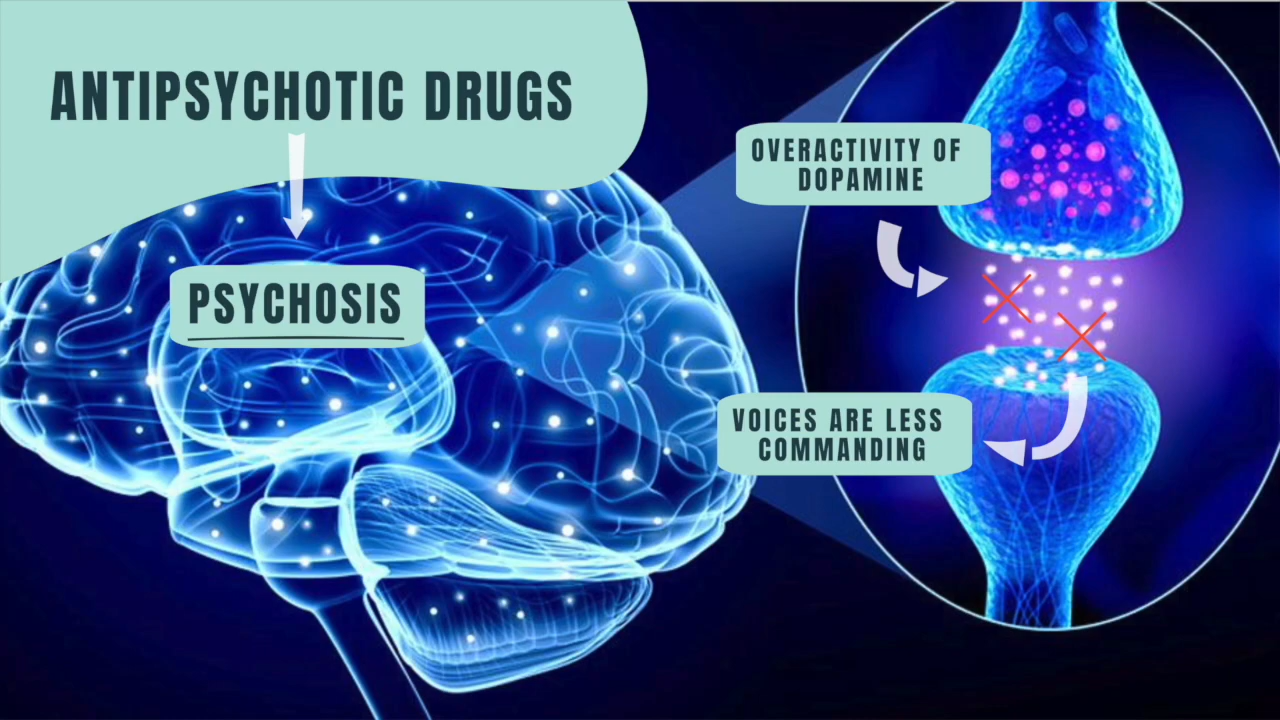 ANTIPSYCHOTIC DRUGS
PSYCHOSIS
OVERACTIVITY OF
DOPAMINE
VOICES ARE LESS
COMMANDING